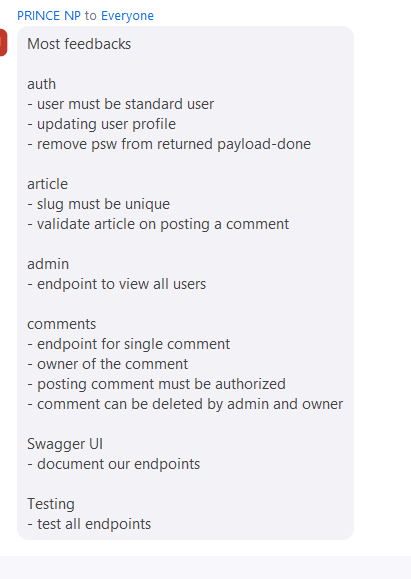 PRINCE NP to Everyone
Most feedbacks
auth
- user must be standard user
- updating user profile
- remove psw from returned payload-done
article
- slug must be unique
- validate article on posting a comment
admin
- endpoint to view all users
comments
- endpoint for single comment
- owner of the comment
- posting comment must be authorized
- comment can be deleted by admin and owner
Swagger UI
- document our endpoints
Testing
- test all endpoints